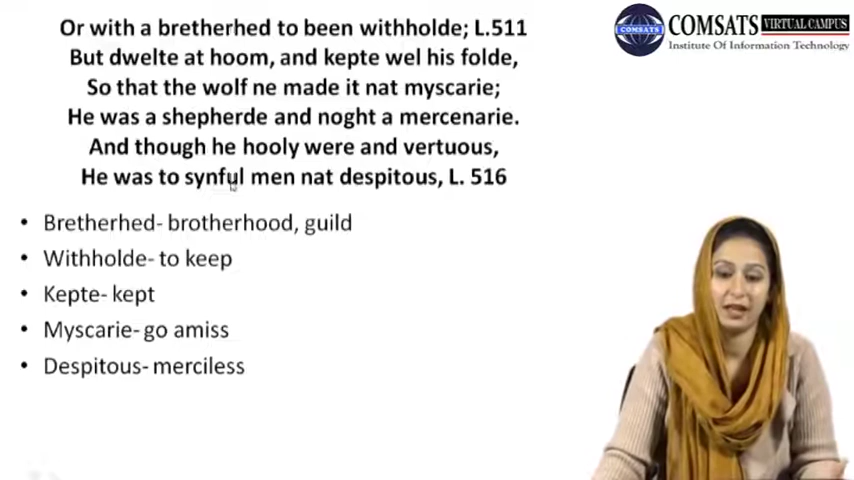 Or with a bretherhed to been withholde; L.511
But dwelte at hoom, and kepte wel his folde,
So that the wolf ne made it nat myscarie;
He was a shepherde and noght a mercenarie.
And though he hooly were and vertuous,
He was to synful men nat despitous, L. 516
• Bretherhed- brotherhood, guild
• Withholde- to keep
• Kepte- kept
• Myscarie- go amiss
• Despitous- merciless
COMSATS
COMSATS VIRTUAL CAMPUS
Institute Of Information Technology